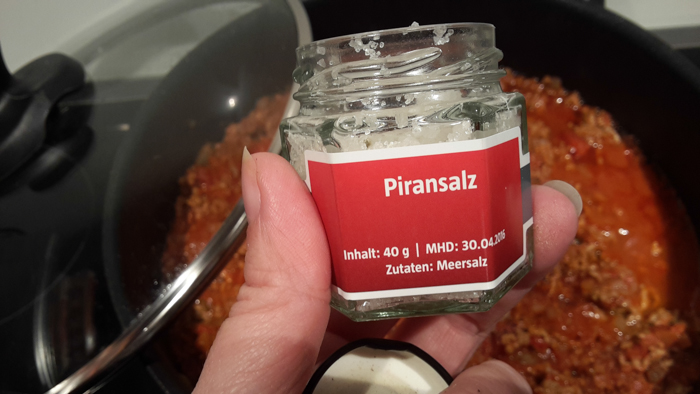 Piransalz
Inhalt: 40 g | MHD: 30.04.2016
Zutaten: Meersalz